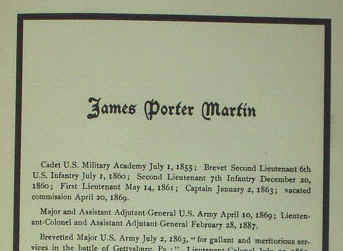 James Porter Martin
Cadet U.S. Military Academy July 1, 1855; Brevet Second Lieutenant 6th
U.S. Infantry July 1, 1860; Second Lieutenant 7th Infantry December 20,
1860; First Lieutenant May 14, 1861; Captain January 2, 1863; vacated
commission April 20, 1869.
Major and Assistant Adjutant-General U.S. Army April 10, 1869; Lieuten-
ant-Colonel and Assistant Adjutant-General February 28, 1887.
Brevetted Major U.S. Army July 2, 1863, "for gallant and meritorious ser-
vices in the battle of Gettysburg, Pa.;" Lieutenant-Colonel